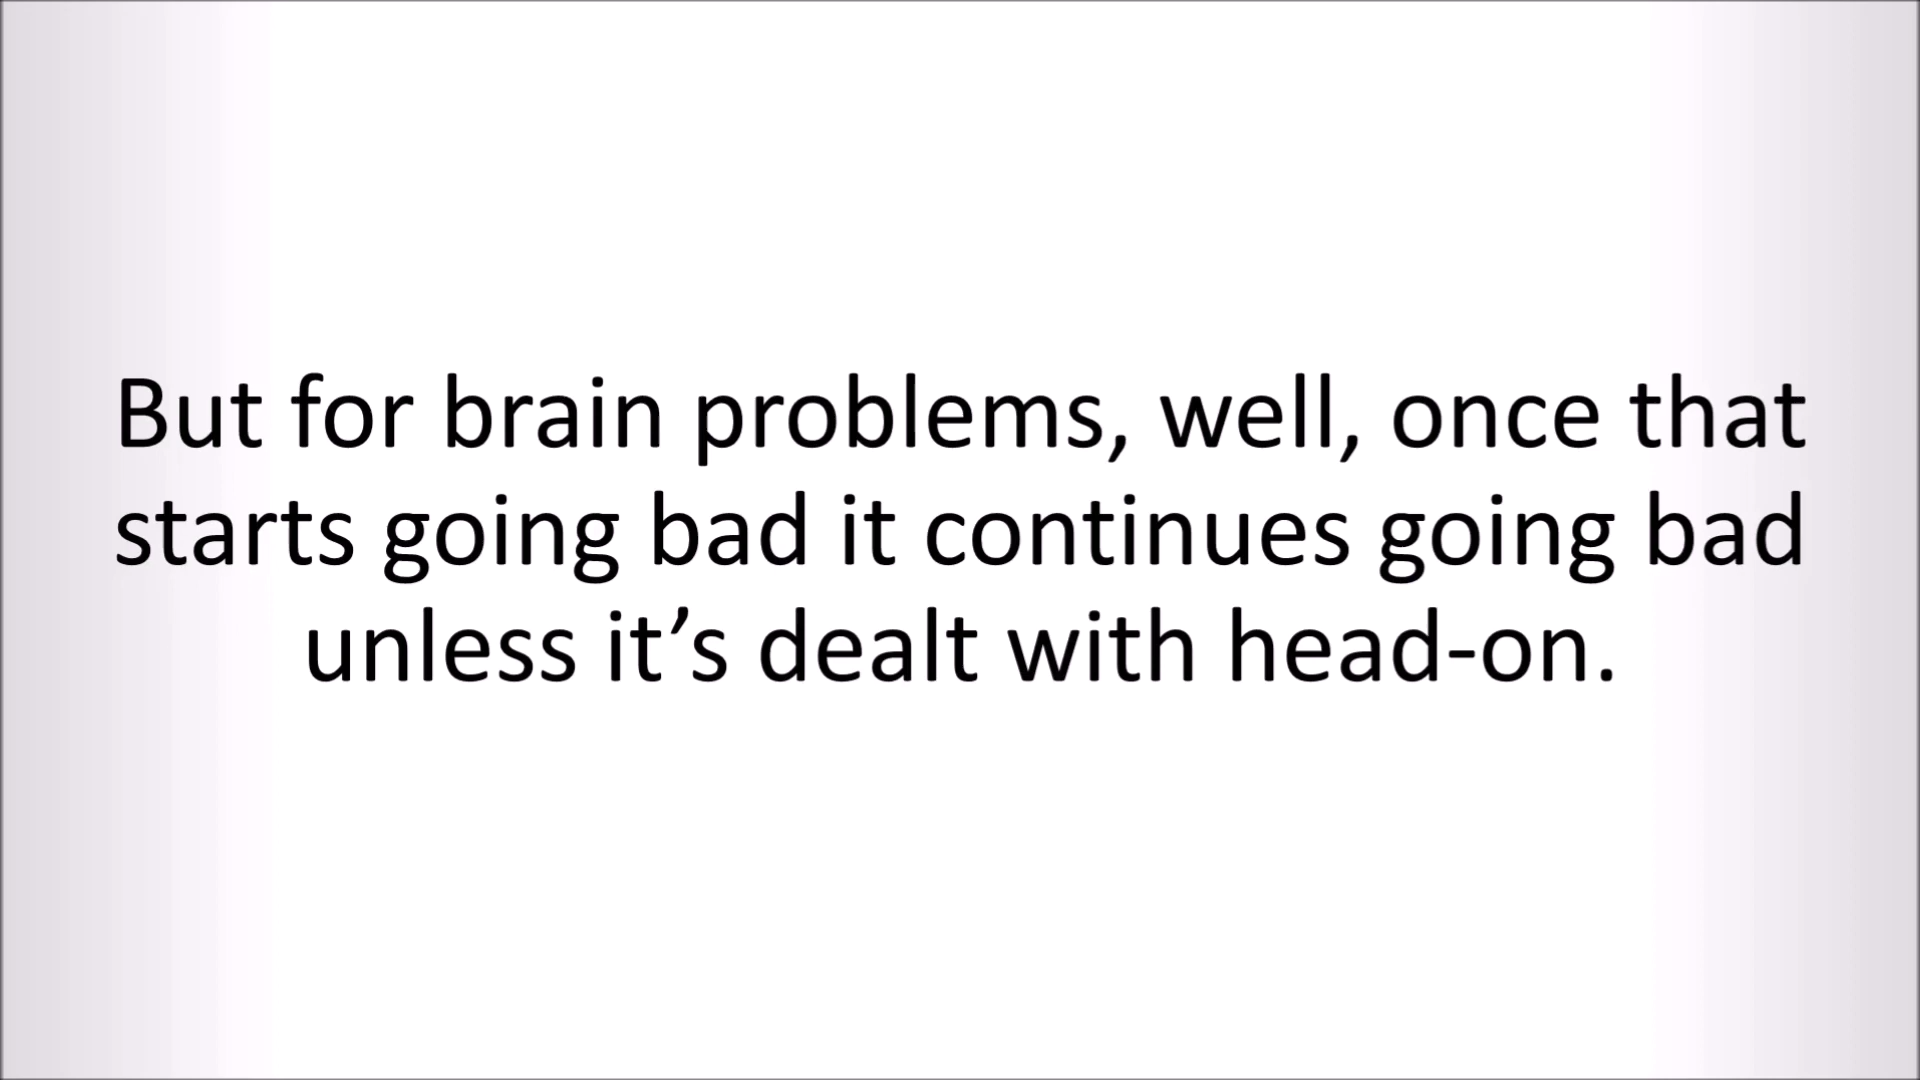 But for brain problems, well, once that
starts going bad it continues going bad
unless it’s dealt with head-on.